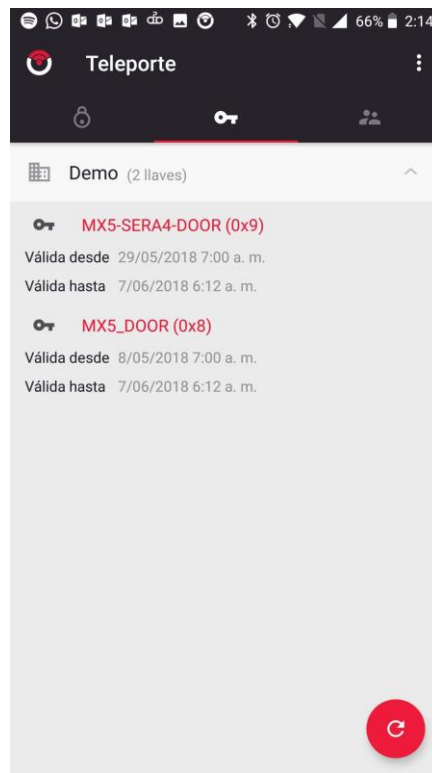 66% 2:14
Teleporte
Demo (2 llaves)
MX5-SERA4-DOOR (0x9)
Válida desde 29/05/2018 7:00 a. m.
Válida hasta 7/06/2018 6:12 a. m.
MX5_DOOR (0x8)
Válida desde 8/05/2018 7:00 a. m.
Válida hasta 7/06/2018 6:12 a. m.